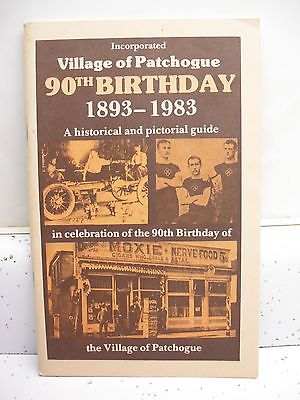 Incorporated
Village of Patchogue
90TH BIRTHDAY
1893–1983
A historical and pictorial guide
in celebration of the 90th Birthday of
MOXIE NERVE FOOD
the Village of Patchogue